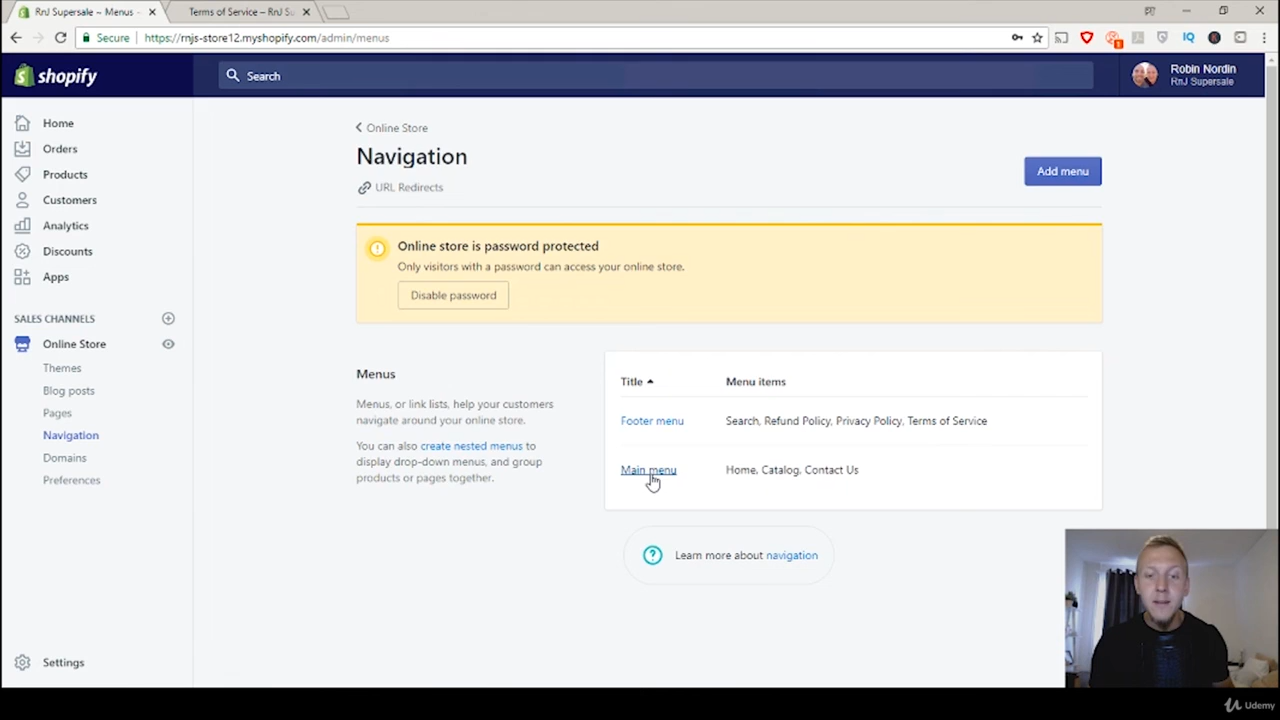 RnJ Supersale ~ Menus ~
Terms of Service – RnJ Su
Secure
https://rnjs-store12.myshopify.com/admin/menus
shopify
Search
Robin Nordin
RnJ Supersale
Home
Orders
Products
Customers
Analytics
Discounts
Apps
SALES CHANNELS
Online Store
Themes
Blog posts
Pages
Navigation
Domains
Preferences
Settings
Online Store
Navigation
URL Redirects
Add menu
Online store is password protected
Only visitors with a password can access your online store.
Disable password
Menus
Menus, or link lists, help your customers
navigate around your online store.
You can also create nested menus to
display drop-down menus, and group
products or pages together.
Title
Menu items
Footer menu
Search, Refund Policy, Privacy Policy, Terms of Service
Main menu
Home, Catalog, Contact Us
Learn more about navigation
Udemy